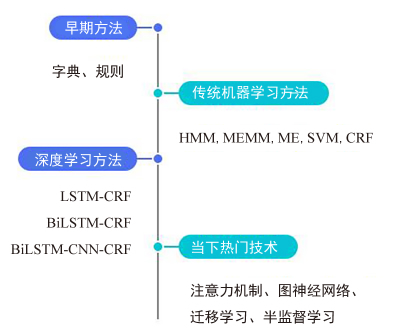 早期方法
字典、规则
传统机器学习方法
HMM, MEMM, ME, SVM, CRF
深度学习方法
LSTM-CRF
BiLSTM-CRF
BiLSTM-CNN-CRF
当下热门技术
注意力机制、图神经网络、
迁移学习、半监督学习